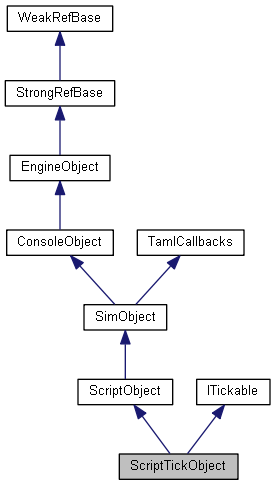 WeakRefBase
StrongRefBase
EngineObject
ConsoleObject
TamlCallbacks
SimObject
ScriptObject
ITickable
ScriptTickObject